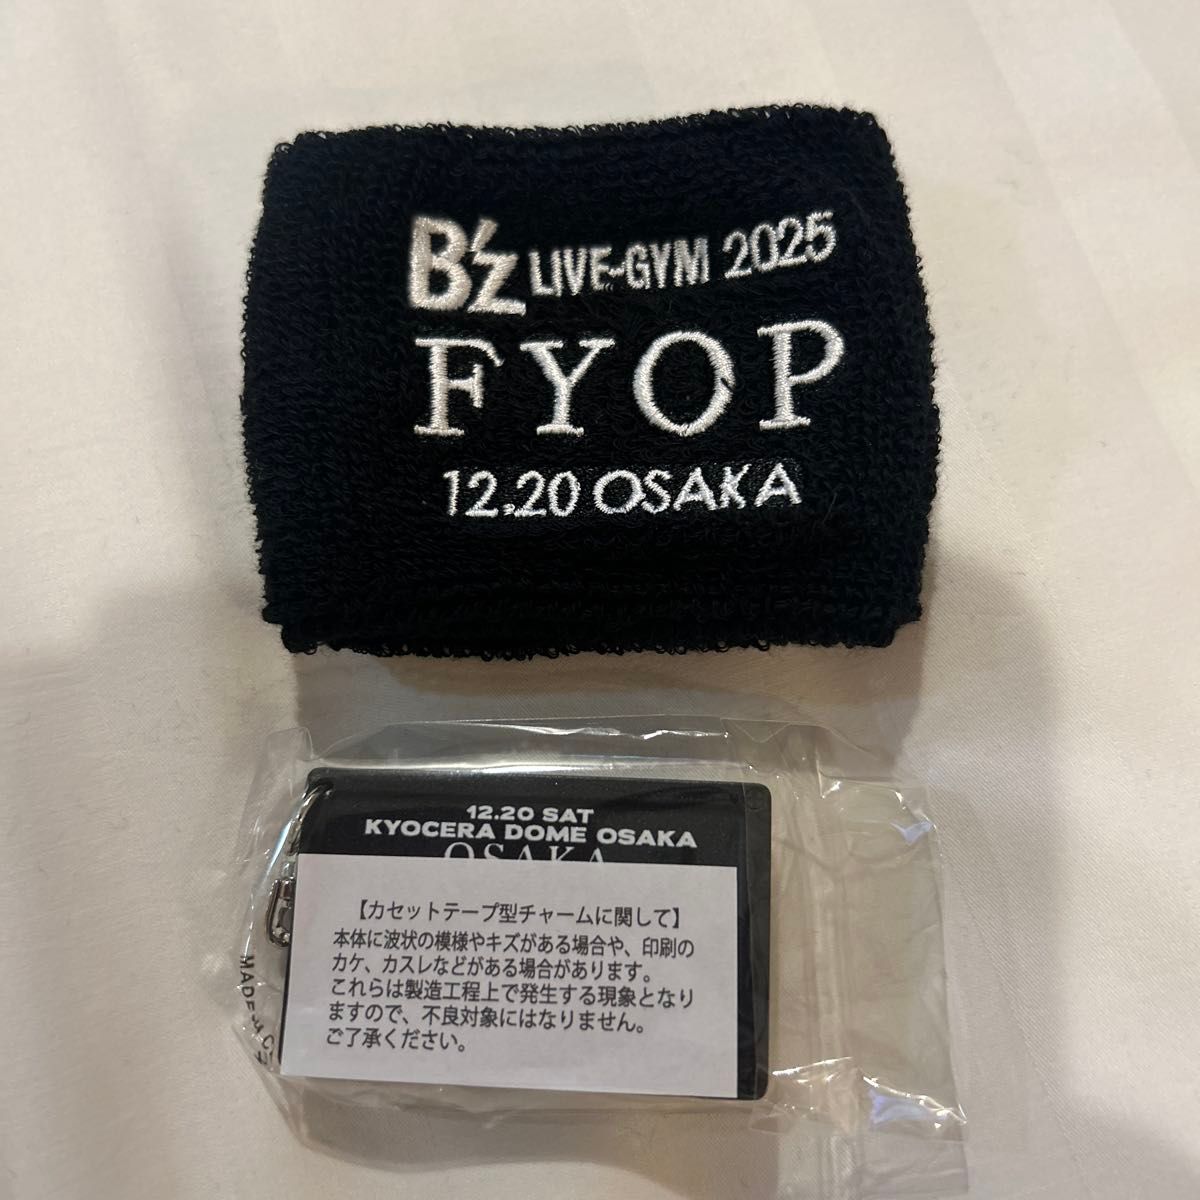 B'z LIVE-GYM 2025
FYOP
12.20 OSAKA
12.20 SAT
KYOCERA DOME OSAKA
OSAKA
【カセットテープ型チャームに関して】
本体に波状の模様やキズがある場合や、印刷の
カケ、カスレなどがある場合があります。
これらは製造工程上で発生する現象となり
ますので、不良対象にはなりません。
ご了承ください。
MADE